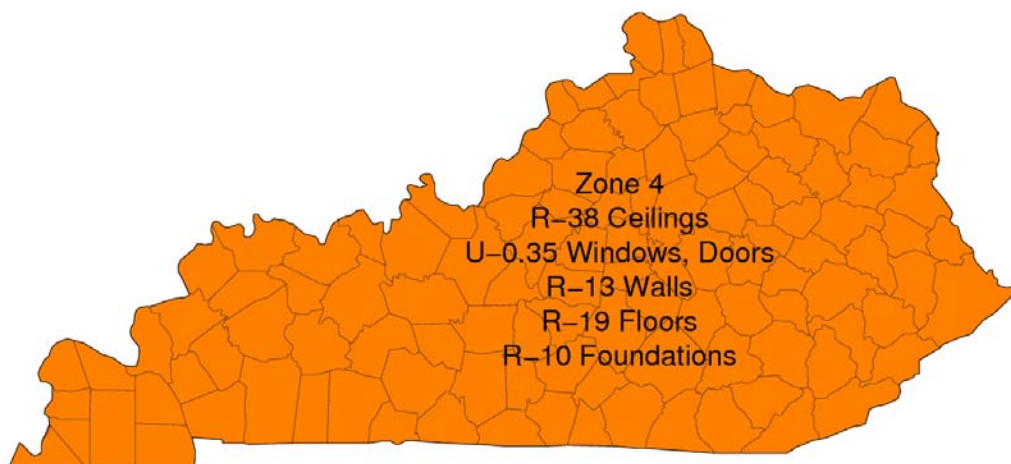 Zone 4
R−38 Ceilings
U−0.35 Windows, Doors
R−13 Walls
R−19 Floors
R−10 Foundations